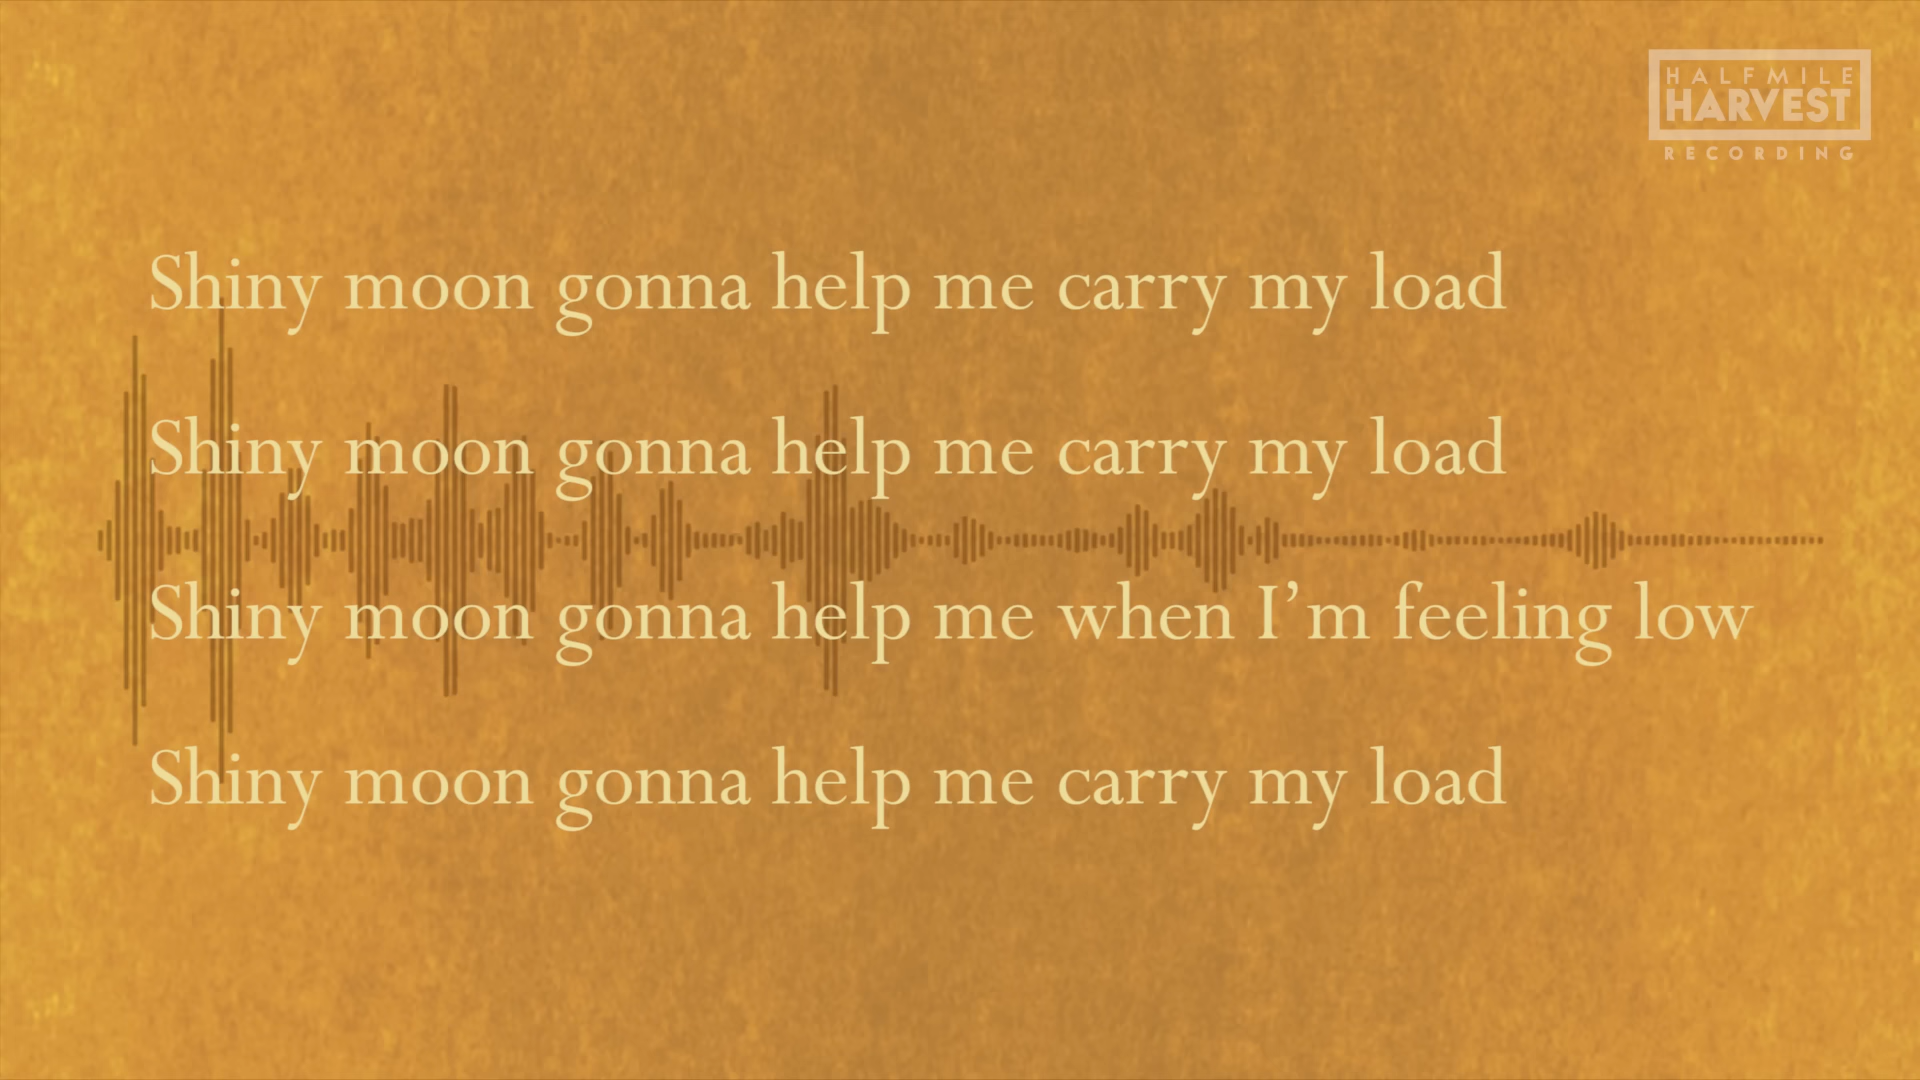 HALFMILE
HARVEST
RECORDING
Shiny moon gonna help me carry my load
Shiny moon gonna help me carry my load
Shiny moon gonna help me when I’m feeling low
Shiny moon gonna help me carry my load